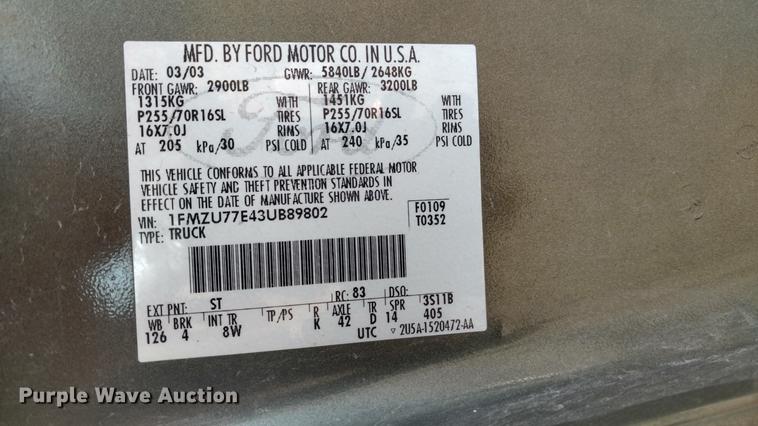 MFD. BY FORD MOTOR CO. IN U.S.A.
DATE: 03/03 GVWR: 5840LB/2648KG
FRONT GAWR: 2900LB REAR GAWR: 3200LB
1315KG WITH 1451KG WITH
P255/70R16SL TIRES P255/70R16SL TIRES
16X7.0J RIMS 16X7.0J RIMS
AT 205 kPa/30 PSI COLD AT 240 kPa/35 PSI COLD
Ford
THIS VEHICLE CONFORMS TO ALL APPLICABLE FEDERAL MOTOR
VEHICLE SAFETY AND THEFT PREVENTION STANDARDS IN
EFFECT ON THE DATE OF MANUFACTURE SHOWN ABOVE.
VIN: 1FMZU77E43UB89802 F0109
TYPE: TRUCK T0352
EXT PNT: ST RC: 83 DSO:
WB BRK INT TR TP/PS R AXLE TR SPR 3S11B
126 4 8W K 42 D 14 405
UTC ▽ 2U5A-1520472-AA
Purple Wave Auction
PurpleWave